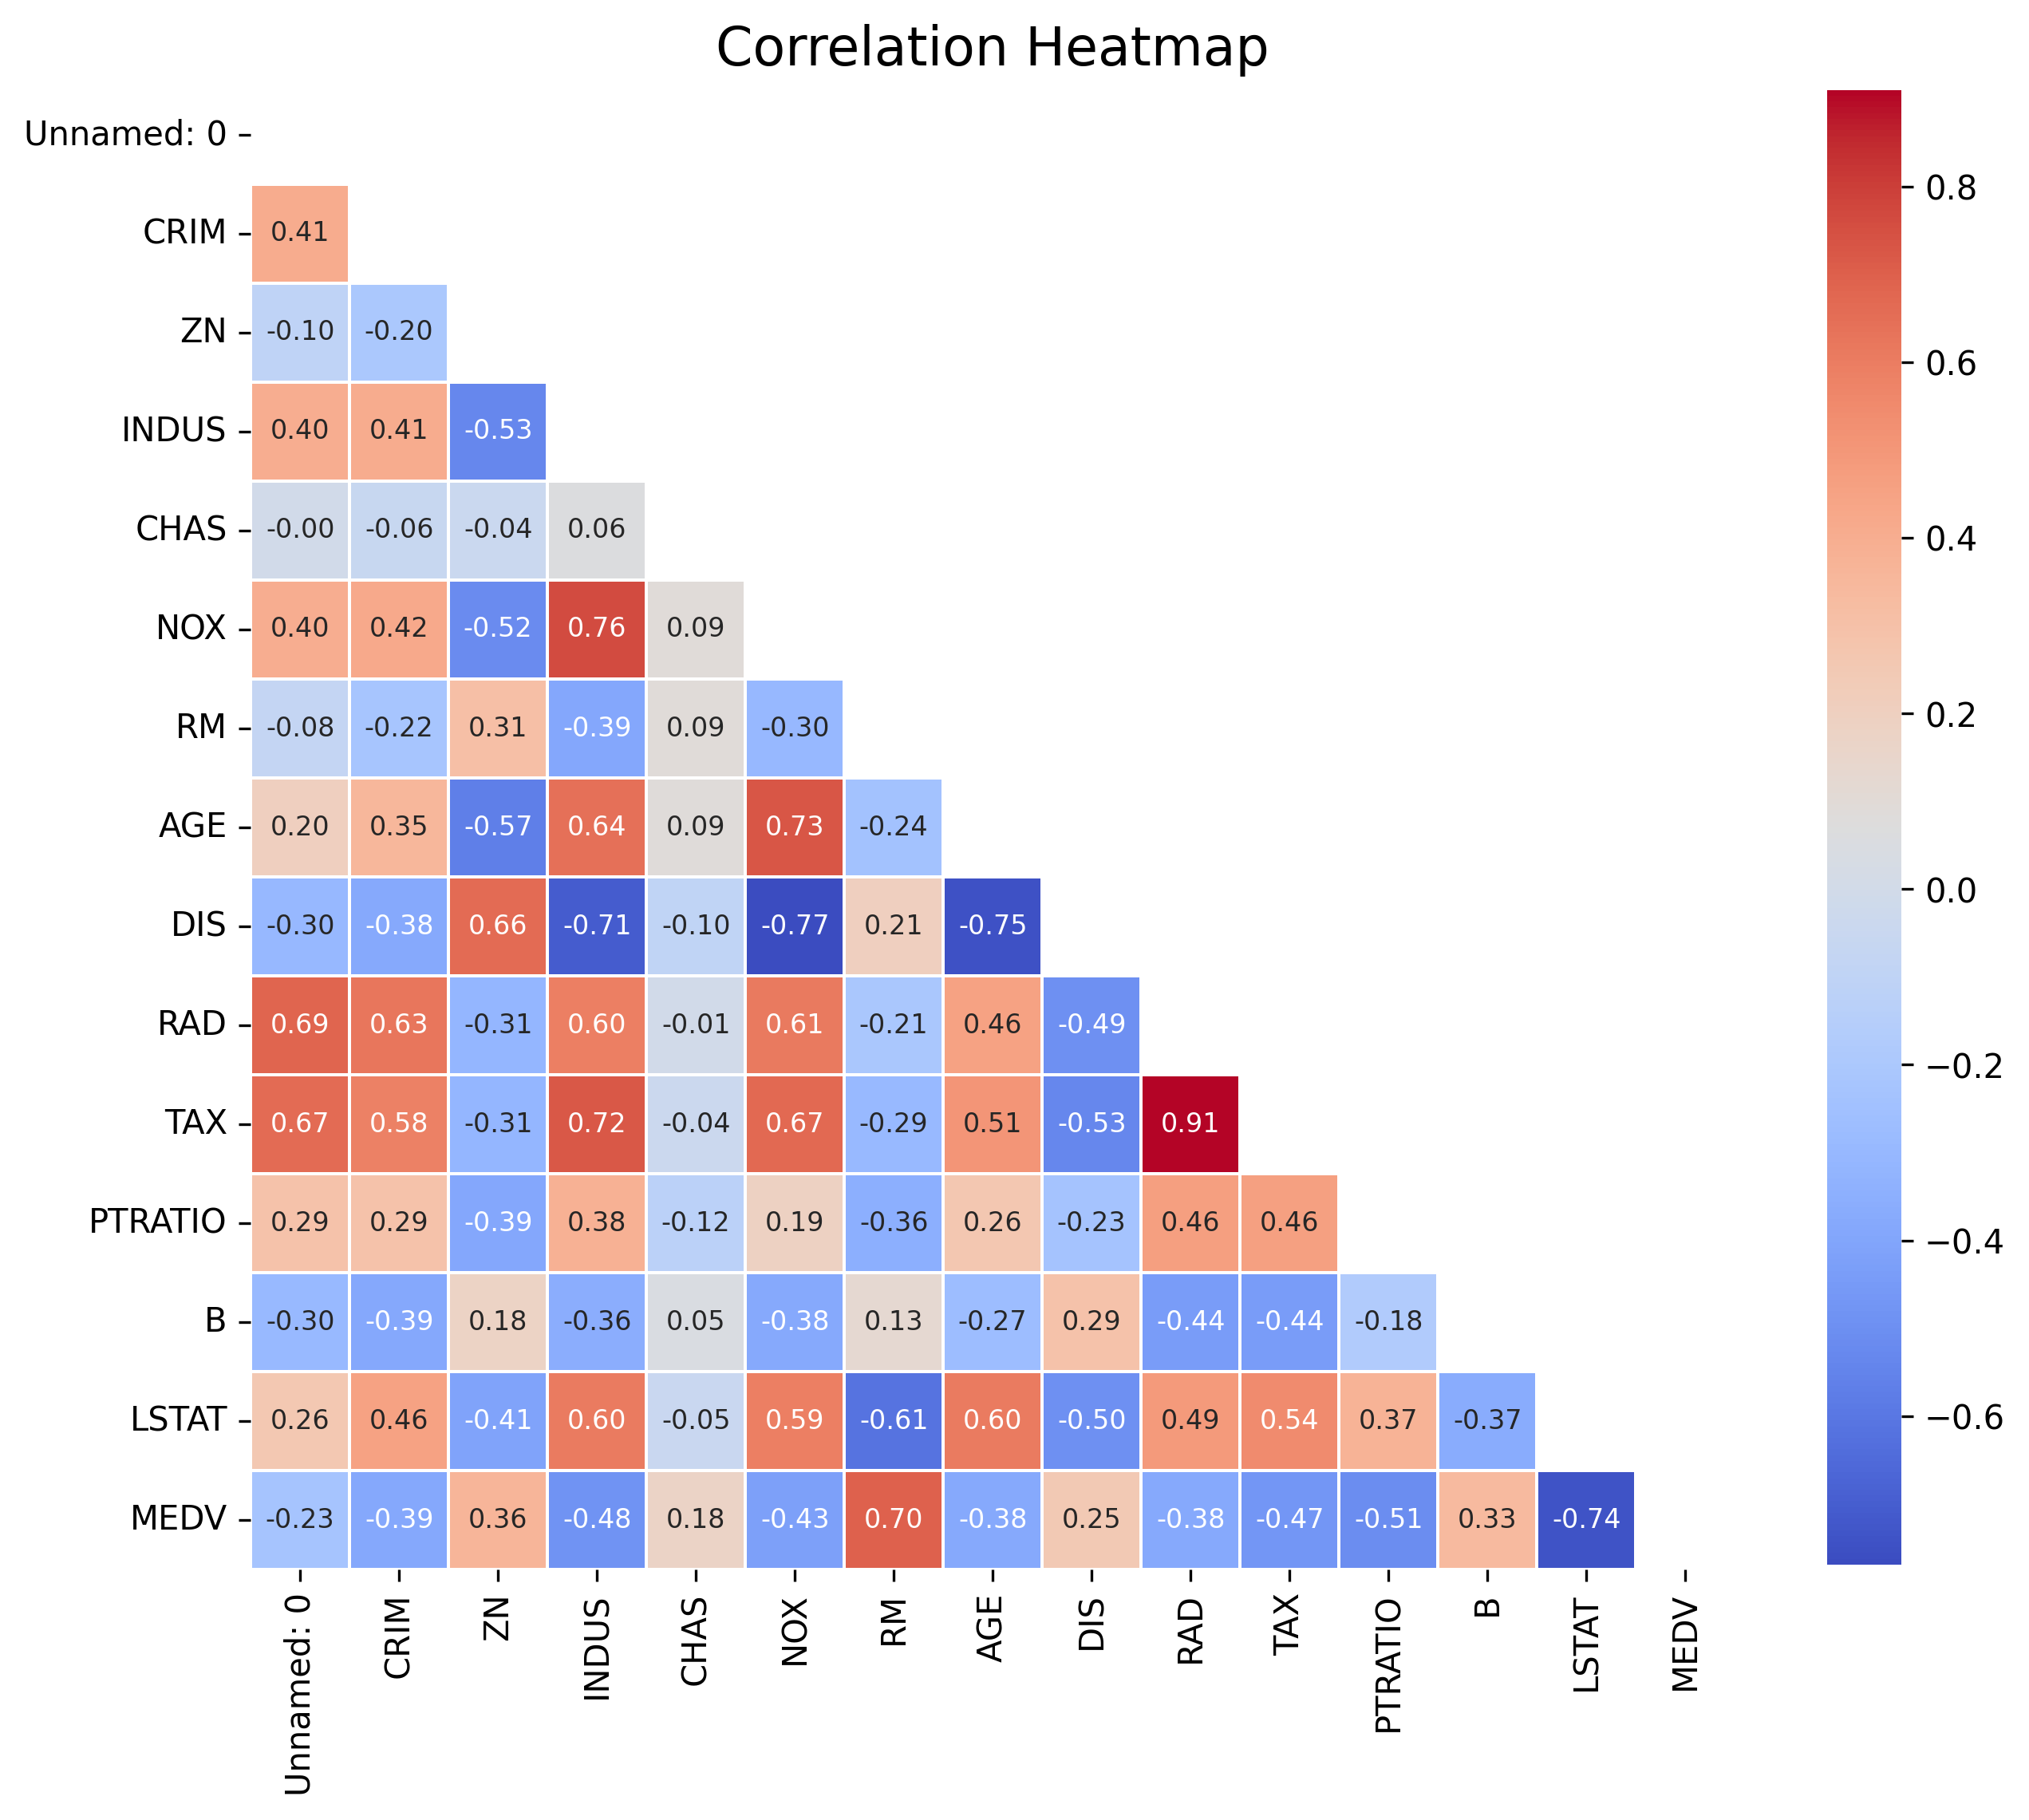 Correlation Heatmap
Unnamed: 0
CRIM 0.41
ZN -0.10 -0.20
INDUS 0.40 0.41 -0.53
CHAS -0.00 -0.06 -0.04 0.06
NOX 0.40 0.42 -0.52 0.76 0.09
RM -0.08 -0.22 0.31 -0.39 0.09 -0.30
AGE 0.20 0.35 -0.57 0.64 0.09 0.73 -0.24
DIS -0.30 -0.38 0.66 -0.71 -0.10 -0.77 0.21 -0.75
RAD 0.69 0.63 -0.31 0.60 -0.01 0.61 -0.21 0.46 -0.49
TAX 0.67 0.58 -0.31 0.72 -0.04 0.67 -0.29 0.51 -0.53 0.91
PTRATIO 0.29 0.29 -0.39 0.38 -0.12 0.19 -0.36 0.26 -0.23 0.46 0.46
B -0.30 -0.39 0.18 -0.36 0.05 -0.38 0.13 -0.27 0.29 -0.44 -0.44 -0.18
LSTAT 0.26 0.46 -0.41 0.60 -0.05 0.59 -0.61 0.60 -0.50 0.49 0.54 0.37 -0.37
MEDV -0.23 -0.39 0.36 -0.48 0.18 -0.43 0.70 -0.38 0.25 -0.38 -0.47 -0.51 0.33 -0.74
Unnamed: 0 CRIM ZN INDUS CHAS NOX RM AGE DIS RAD TAX PTRATIO B LSTAT MEDV
0.8
0.6
0.4
0.2
0.0
−0.2
−0.4
−0.6